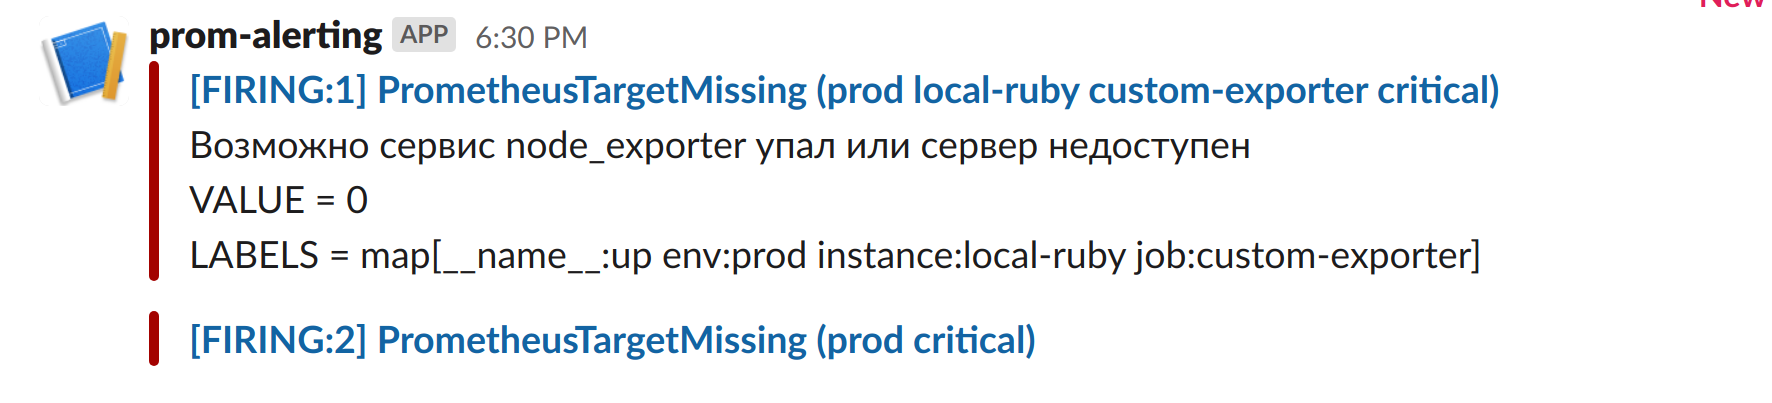 New
prom-alerting APP 6:30 PM
[FIRING:1] PrometheusTargetMissing (prod local-ruby custom-exporter critical)
Возможно сервис node_exporter упал или сервер недоступен
VALUE = 0
LABELS = map[__name__:up env:prod instance:local-ruby job:custom-exporter]
[FIRING:2] PrometheusTargetMissing (prod critical)